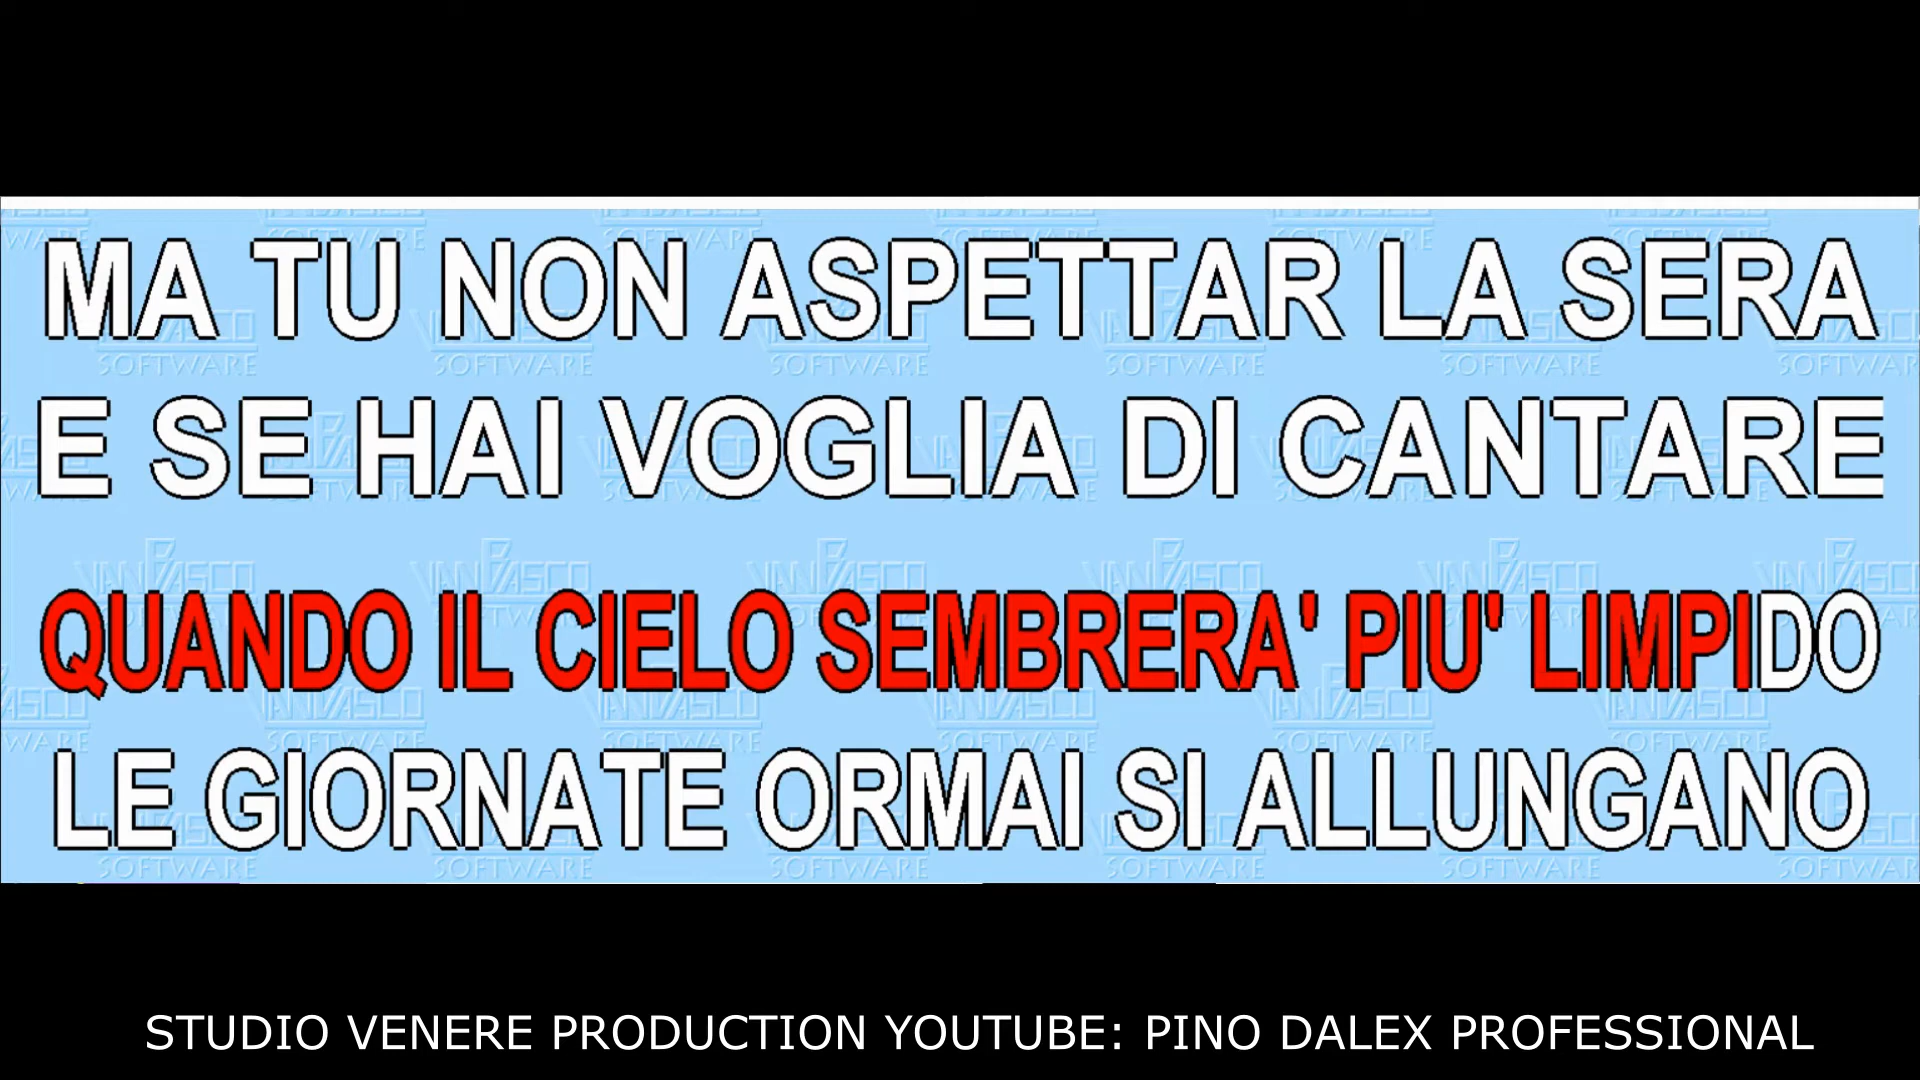 MA TU NON ASPETTAR LA SERA
E SE HAI VOGLIA DI CANTARE
QUANDO IL CIELO SEMBRERA' PIU' LIMPIDO
LE GIORNATE ORMAI SI ALLUNGANO
STUDIO VENERE PRODUCTION YOUTUBE: PINO DALEX PROFESSIONAL